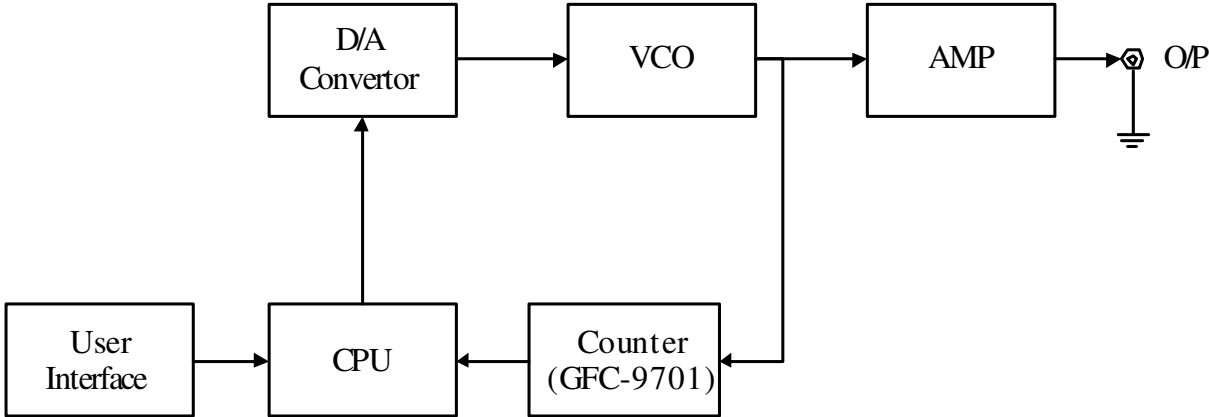 D/A
Convertor
VCO
AMP
O/P
User
Interface
CPU
Counter
(GFC-9701)